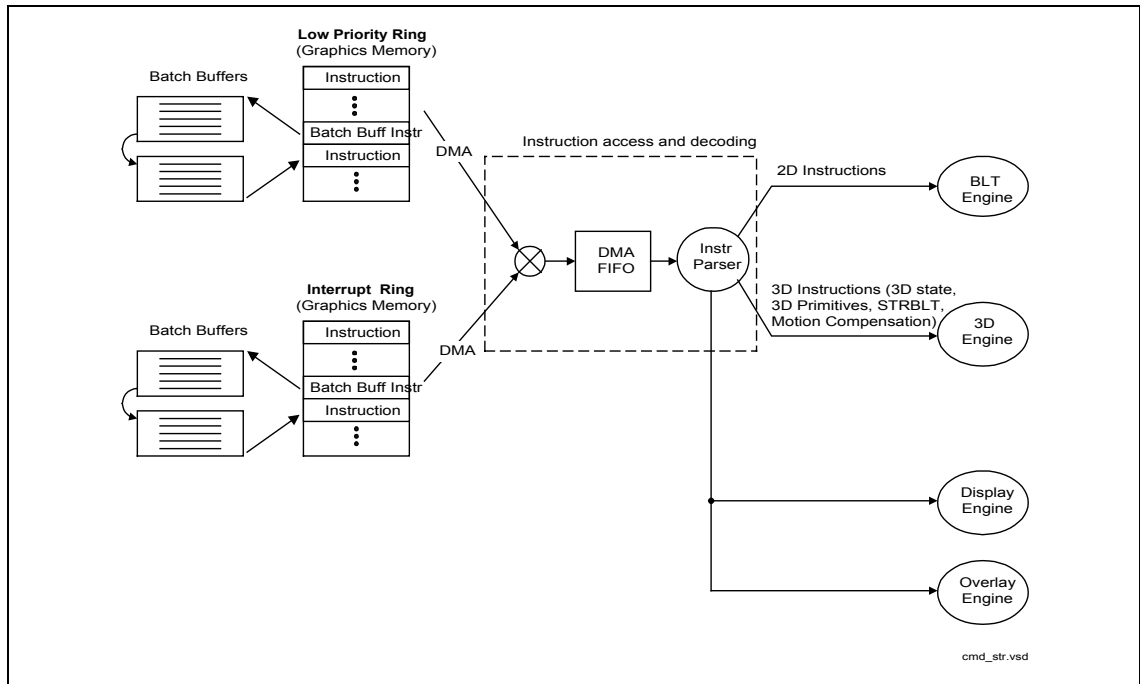 Low Priority Ring
(Graphics Memory)
Batch Buffers
Instruction
Batch Buff Instr
Instruction
DMA
Instruction access and decoding
2D Instructions
BLT
Engine
DMA
FIFO
Instr
Parser
3D Instructions (3D state,
3D Primitives, STRBLT,
Motion Compensation)
3D
Engine
Interrupt Ring
(Graphics Memory)
Batch Buffers
Instruction
Batch Buff Instr
Instruction
DMA
Display
Engine
Overlay
Engine
cmd_str.vsd